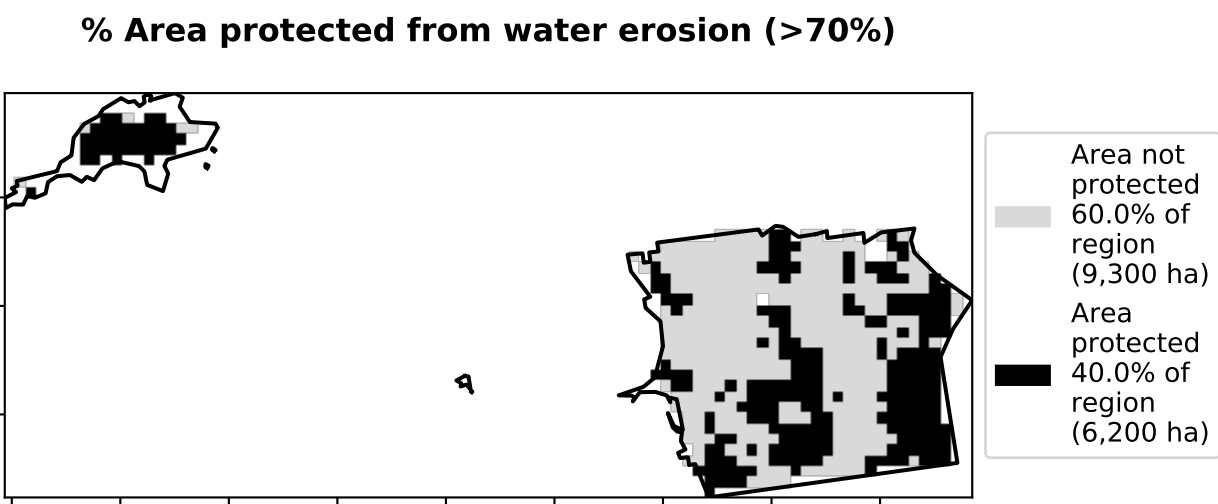 % Area protected from water erosion (>70%)
Area not
protected
60.0% of
region
(9,300 ha)
Area
protected
40.0% of
region
(6,200 ha)